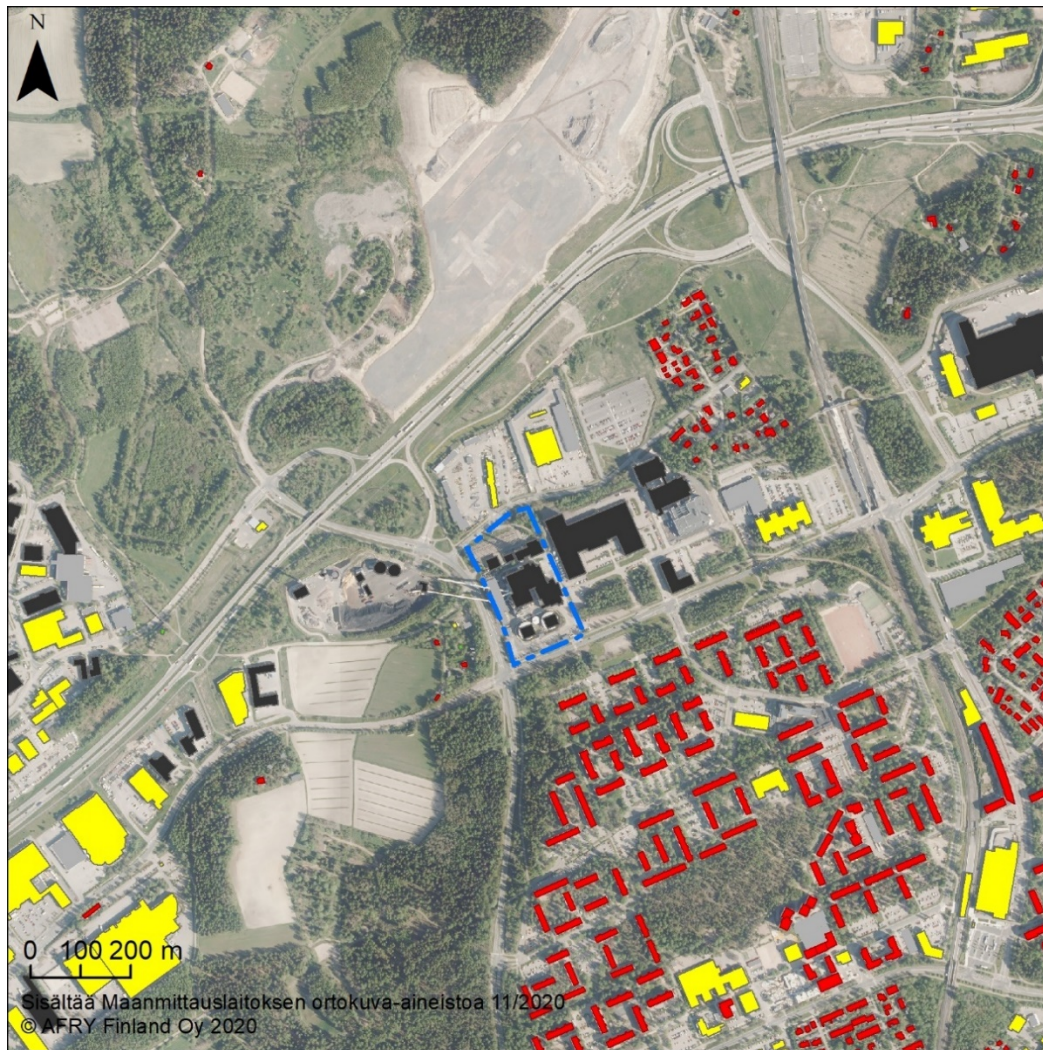 N
0 100 200 m
Sisältää Maanmittauslaitoksen ortokuva-aineistoa 11/2020
© AFRY Finland Oy 2020